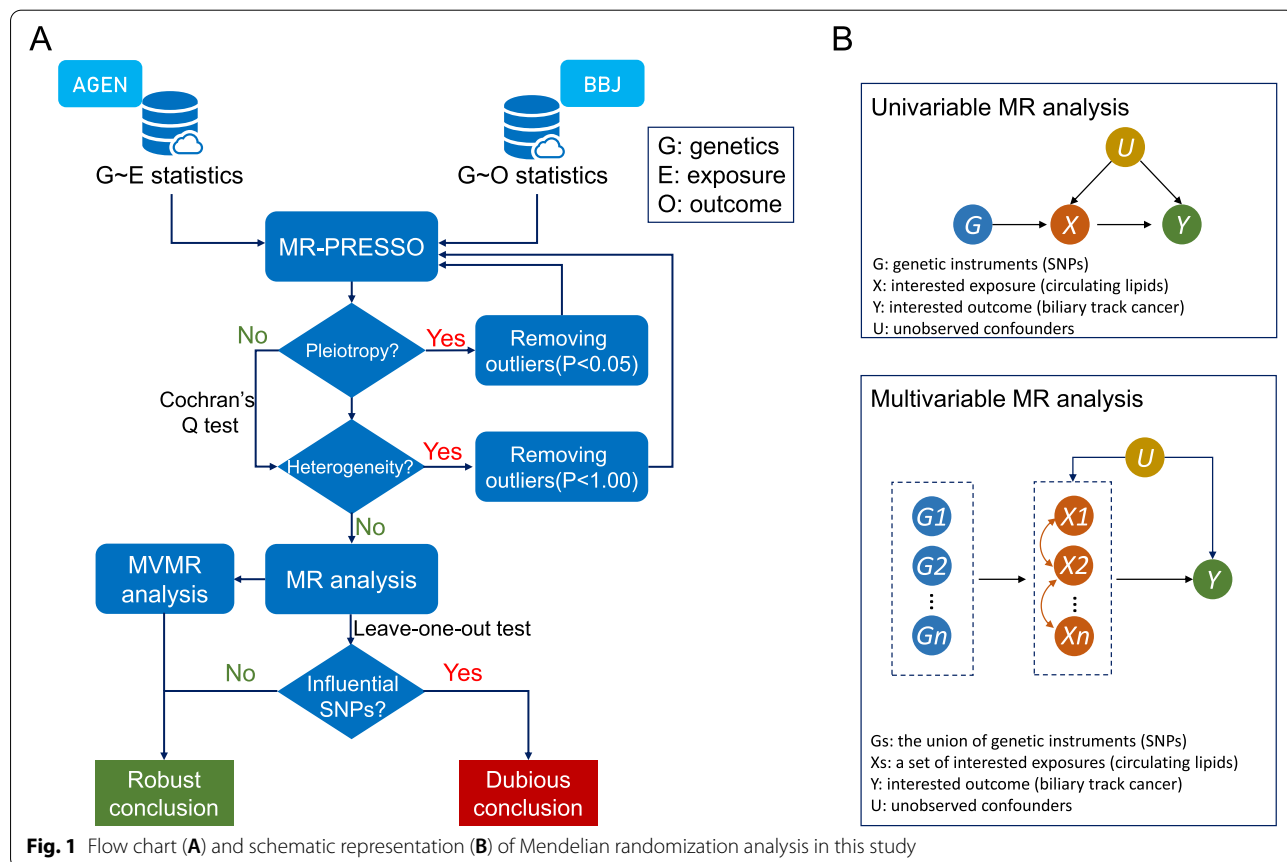 A
AGEN
BBJ
G~E statistics
G~O statistics
G: genetics
E: exposure
O: outcome
MR-PRESSO
No
Pleiotropy?
Yes
Removing
outliers(P<0.05)
Cochran's
Q test
Heterogeneity?
Yes
Removing
outliers(P<1.00)
No
MVMR
analysis
MR analysis
Leave-one-out test
No
Influential
SNPs?
Yes
Robust
conclusion
Dubious
conclusion
B
Univariable MR analysis
U
G
X
Y
G: genetic instruments (SNPs)
X: interested exposure (circulating lipids)
Y: interested outcome (biliary track cancer)
U: unobserved confounders
Multivariable MR analysis
U
G1
X1
G2
X2
Y
Gn
Xn
Gs: the union of genetic instruments (SNPs)
Xs: a set of interested exposures (circulating lipids)
Y: interested outcome (biliary track cancer)
U: unobserved confounders
Fig. 1 Flow chart (A) and schematic representation (B) of Mendelian randomization analysis in this study